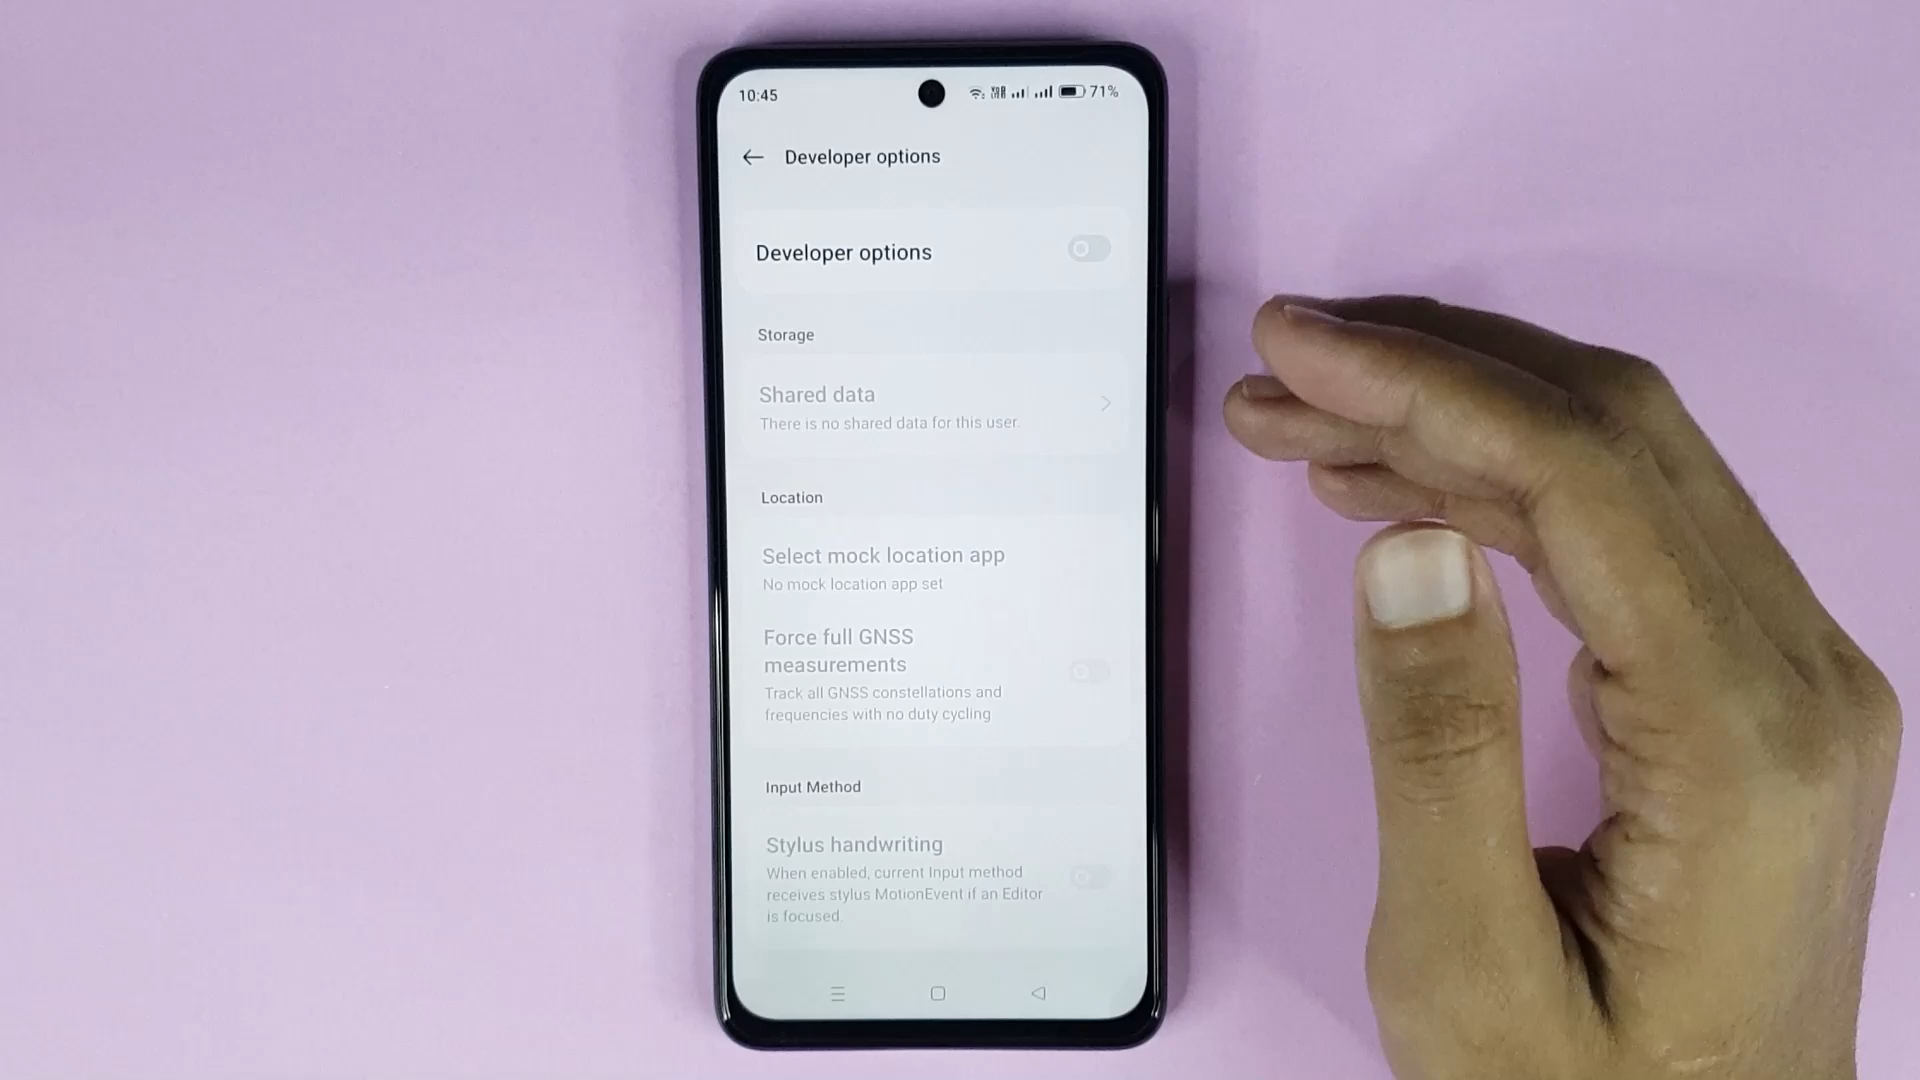 10:45
71%
Developer options
Developer options
Storage
Shared data
There is no shared data for this user.
Location
Select mock location app
No mock location app set
Force full GNSS
measurements
Track all GNSS constellations and
frequencies with no duty cycling
Input Method
Stylus handwriting
When enabled, current Input method
receives stylus MotionEvent if an Editor
is focused.